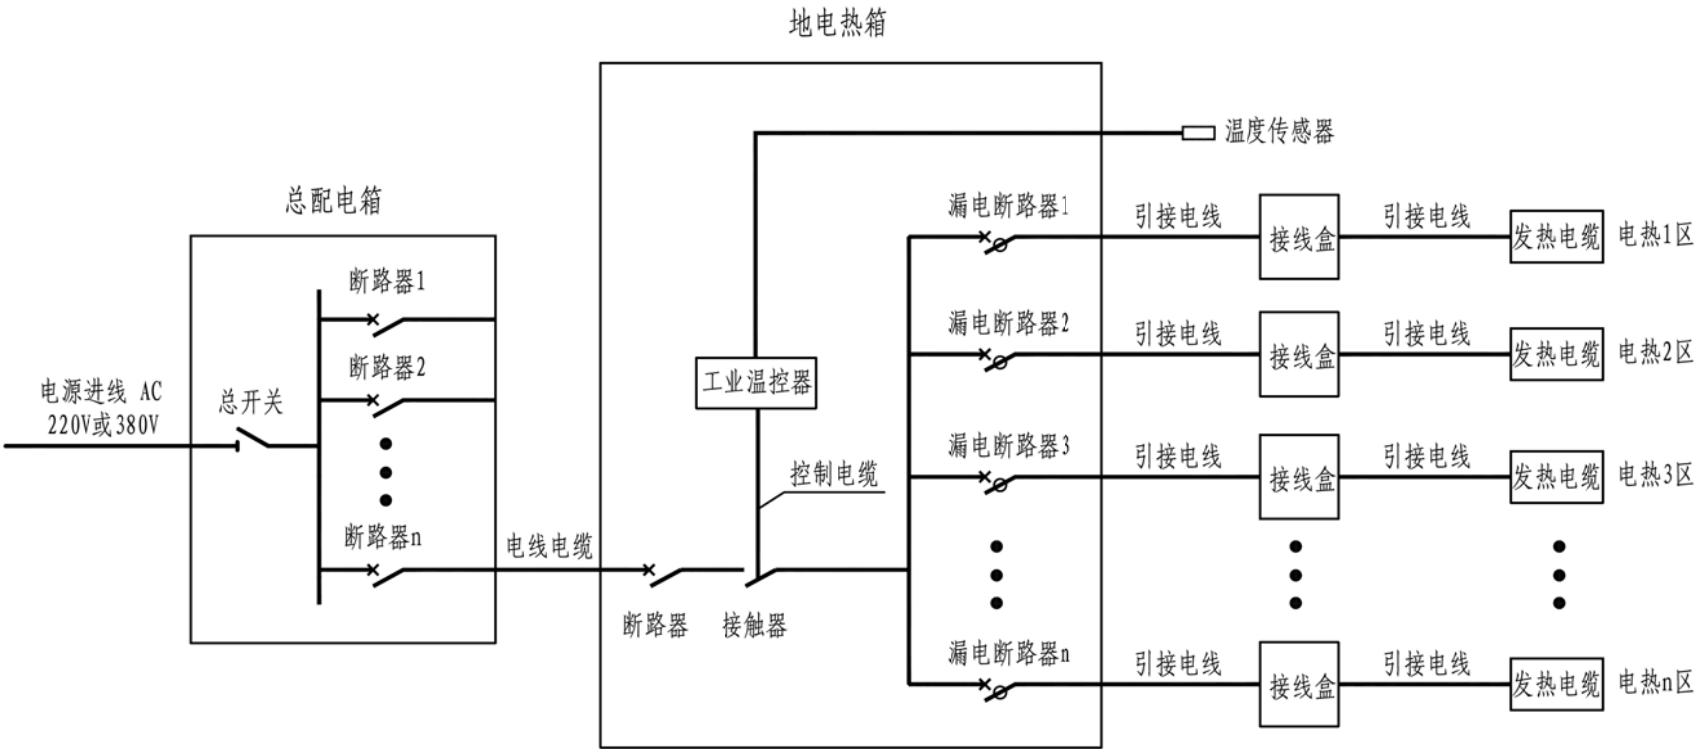 地电热箱
温度传感器
总配电箱
漏电断路器1
引接电线
接线盒
引接电线
发热电缆
电热1区
断路器1
漏电断路器2
引接电线
接线盒
引接电线
发热电缆
电热2区
断路器2
工业温控器
电源进线 AC
220V或380V
总开关
漏电断路器3
引接电线
接线盒
引接电线
发热电缆
电热3区
控制电缆
断路器n
电线电缆
断路器
接触器
漏电断路器n
引接电线
接线盒
引接电线
发热电缆
电热n区